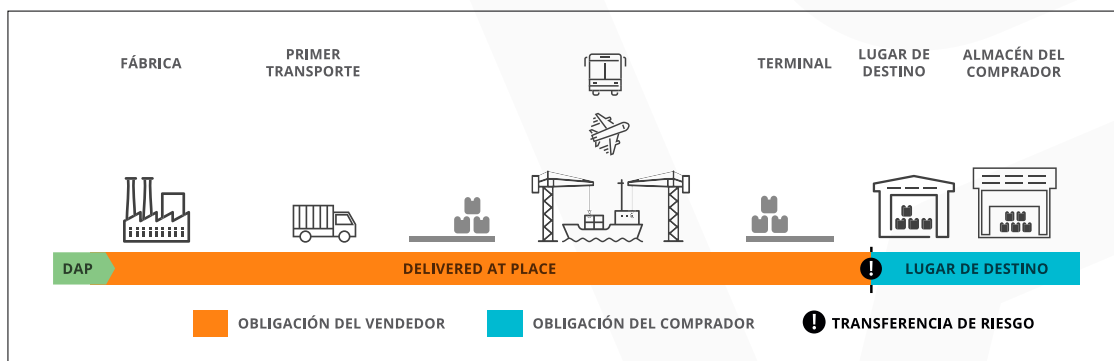 FÁBRICA
PRIMER
TRANSPORTE
TERMINAL
LUGAR DE
DESTINO
ALMACÉN DEL
COMPRADOR
DAP
DELIVERED AT PLACE
!
LUGAR DE DESTINO
OBLIGACIÓN DEL VENDEDOR
OBLIGACIÓN DEL COMPRADOR
! TRANSFERENCIA DE RIESGO